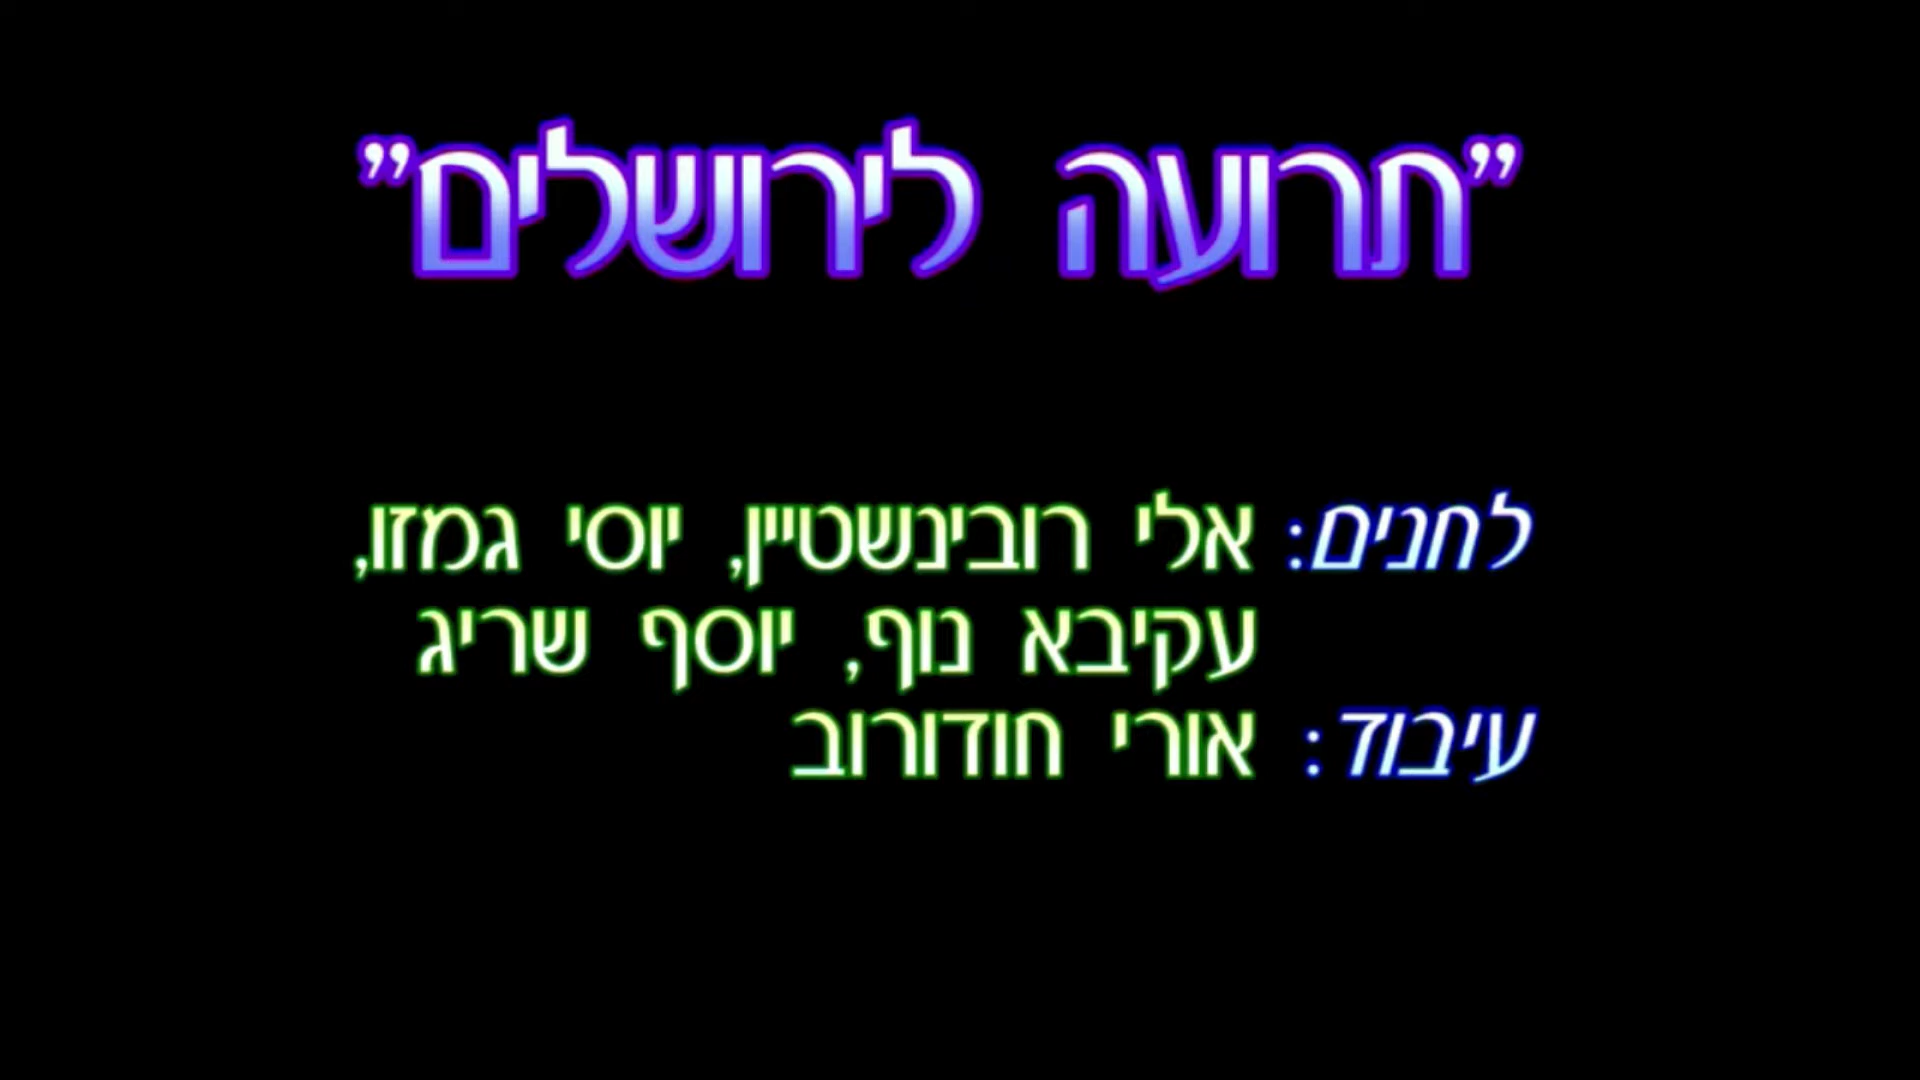 "תרועה לירושלים"
לחנים: אלי רובינשטיין, יוסי גמזו,
עקיבא נוף, יוסף שריג
עיבוד: אורי חודורוב